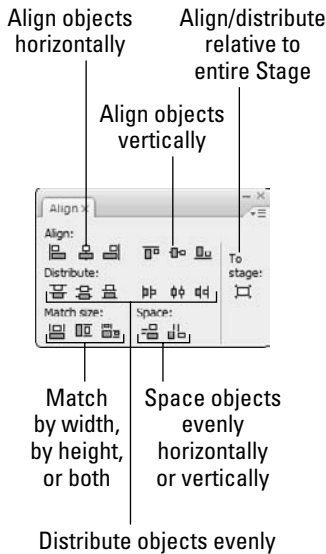 Align objects
horizontally
Align/distribute
relative to
entire Stage
Align objects
vertically
Align ×
Align:
To
stage:
Distribute:
Match size:
Space:
Match
by width,
by height,
or both
Space objects
evenly
horizontally
or vertically
Distribute objects evenly